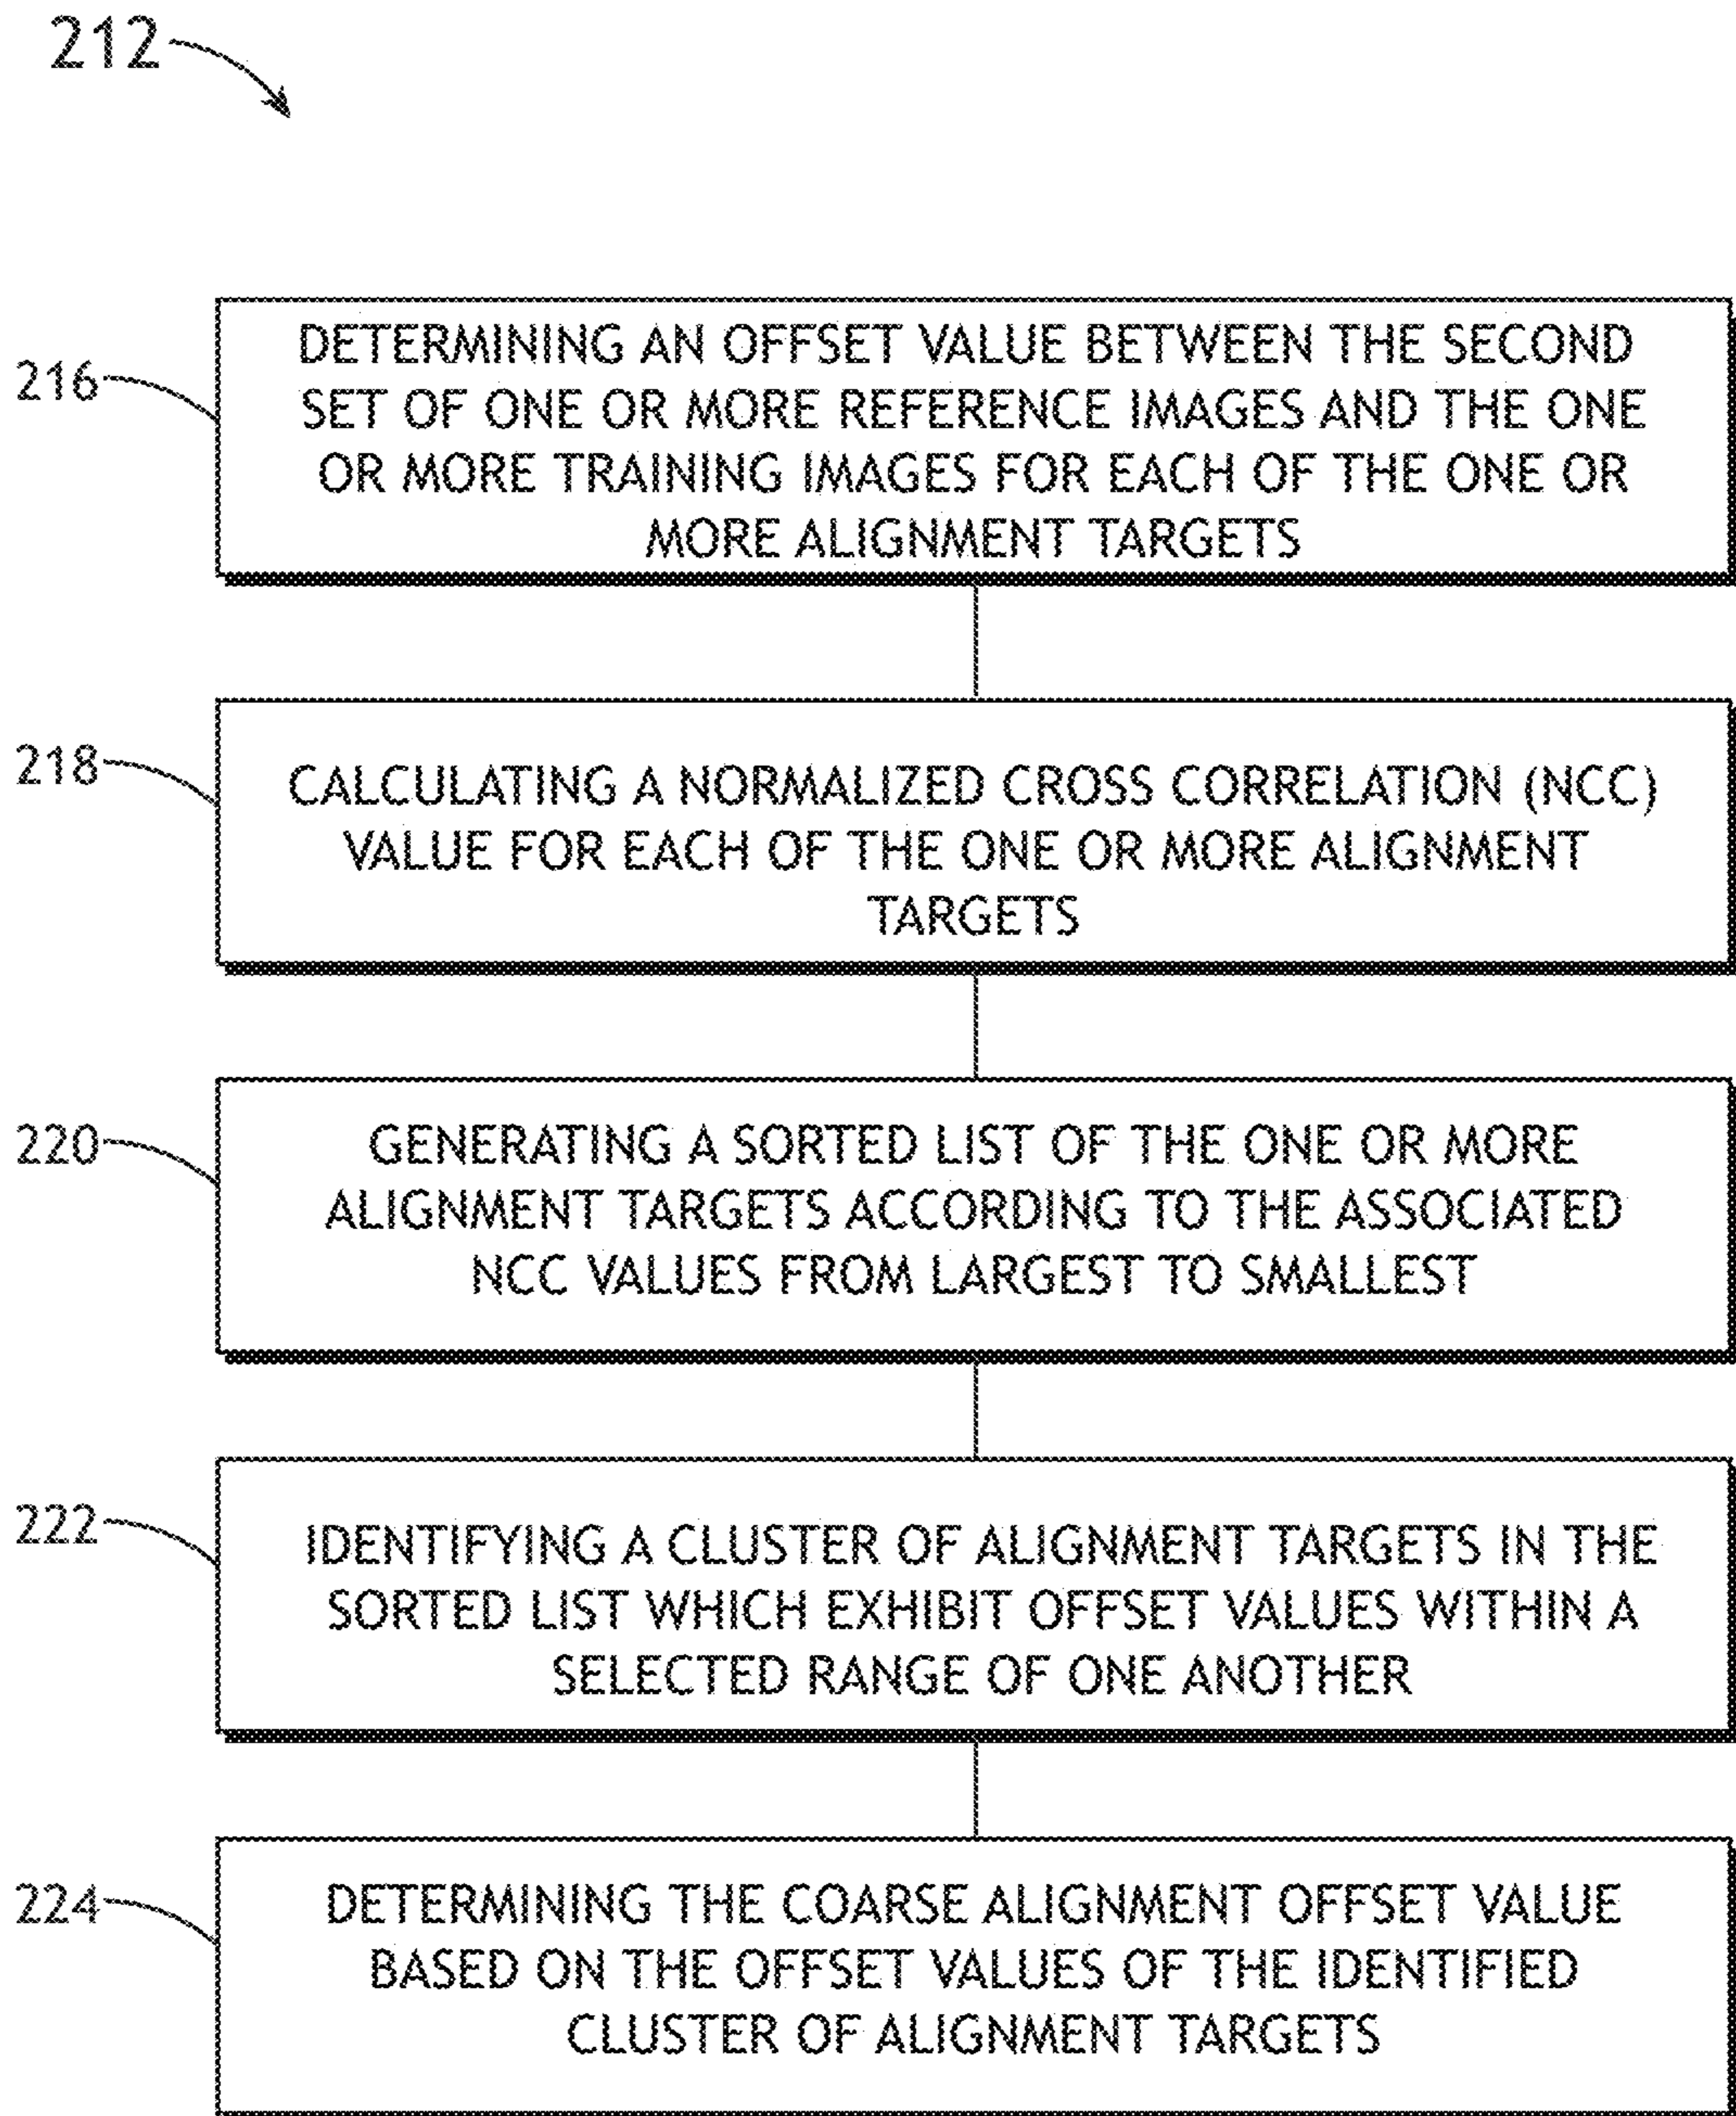 212
216
DETERMINING AN OFFSET VALUE BETWEEN THE SECOND
SET OF ONE OR MORE REFERENCE IMAGES AND THE ONE
OR MORE TRAINING IMAGES FOR EACH OF THE ONE OR
MORE ALIGNMENT TARGETS
218
CALCULATING A NORMALIZED CROSS CORRELATION (NCC)
VALUE FOR EACH OF THE ONE OR MORE ALIGNMENT
TARGETS
220
GENERATING A SORTED LIST OF THE ONE OR MORE
ALIGNMENT TARGETS ACCORDING TO THE ASSOCIATED
NCC VALUES FROM LARGEST TO SMALLEST
222
IDENTIFYING A CLUSTER OF ALIGNMENT TARGETS IN THE
SORTED LIST WHICH EXHIBIT OFFSET VALUES WITHIN A
SELECTED RANGE OF ONE ANOTHER
224
DETERMINING THE COARSE ALIGNMENT OFFSET VALUE
BASED ON THE OFFSET VALUES OF THE IDENTIFIED
CLUSTER OF ALIGNMENT TARGETS